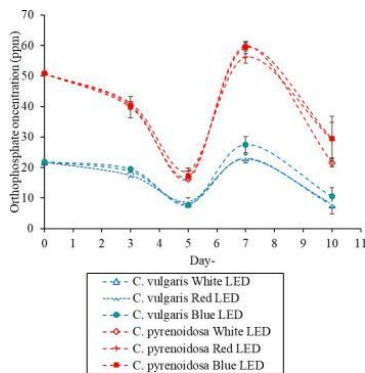 Orthophosphate oncentration (ppm)
70
60
50
40
30
20
10
0
0 1 2 3 4 5 6 7 8 9 10 11
Day-
C. vulgaris White LED
C. vulgaris Red LED
C. vulgaris Blue LED
C. pyrenoidosa White LED
C. pyrenoidosa Red LED
C. pyrenoidosa Blue LED